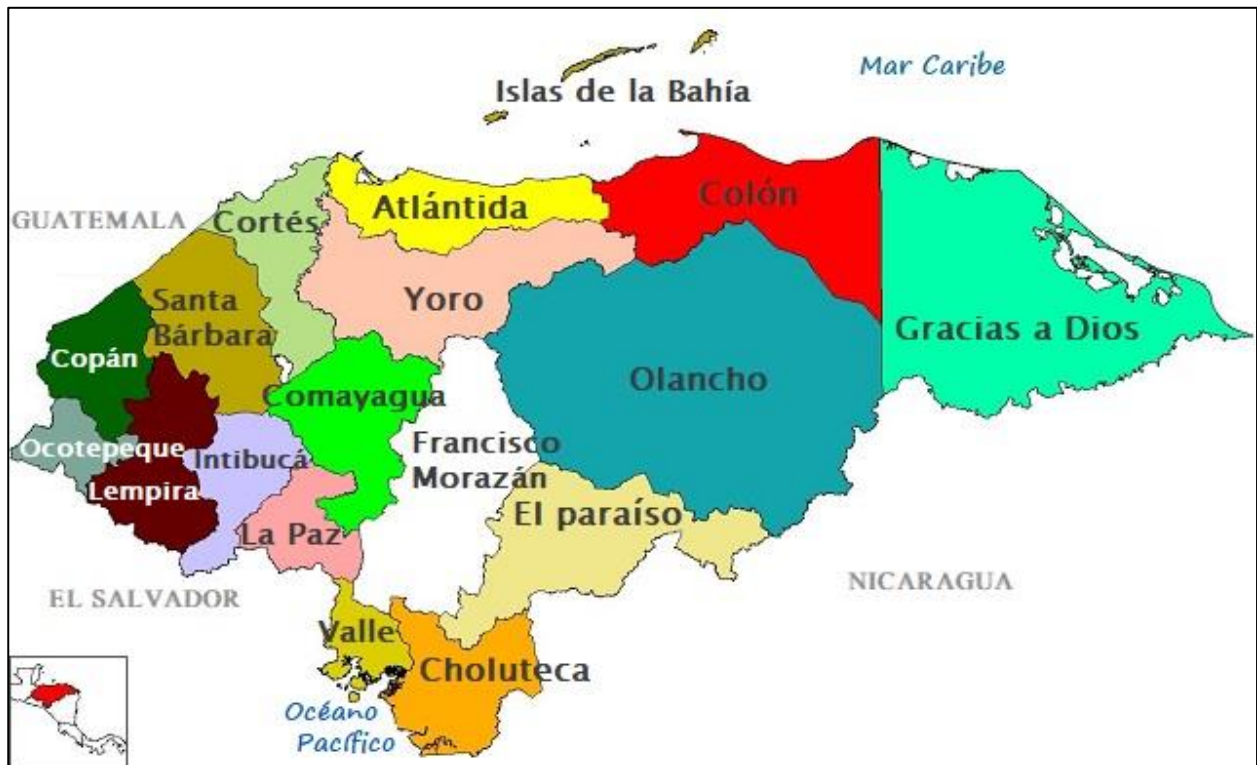 Mar Caribe
Islas de la Bahía
GUATEMALA
Cortés
Atlántida
Colón
Santa
Bárbara
Yoro
Gracias a Dios
Copán
Olancho
Comayagua
Ocotepeque
Intibucá
Francisco
Morazán
Lempira
El paraíso
La Paz
EL SALVADOR
NICARAGUA
Valle
Choluteca
Océano
Pacífico